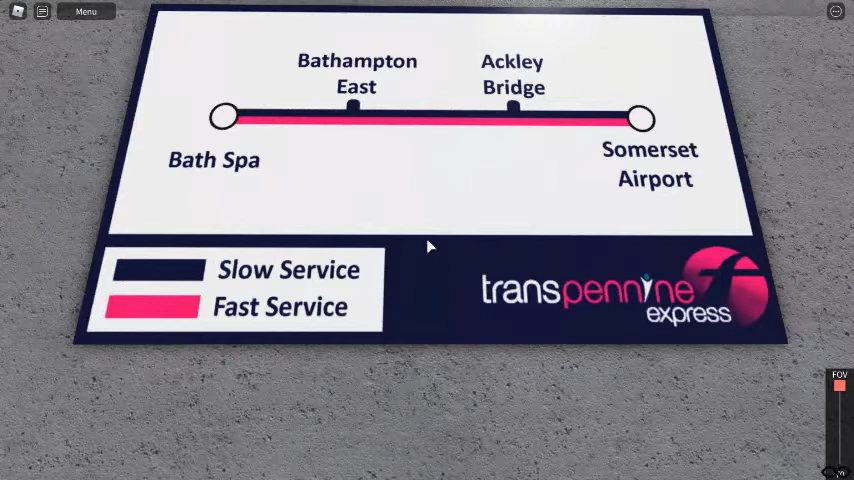 Menu
Bathampton
East
Ackley
Bridge
Bath Spa
Somerset
Airport
Slow Service
Fast Service
transpennine
express
FOV